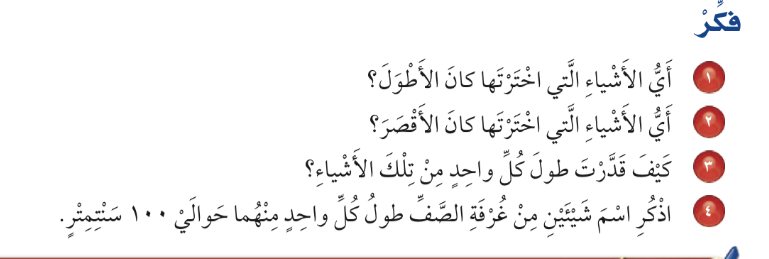 فكِّرْ
١ أَيُّ الأَشْياءِ الَّتي اخْتَرْتَها كانَ الأَطْوَلَ؟
٢ أَيُّ الأَشْياءِ الَّتي اخْتَرْتَها كانَ الأَقْصَرَ؟
٣ كَيْفَ قَدَّرْتَ طولَ كُلِّ واحِدٍ مِنْ تِلْكَ الأَشْياءِ؟
٤ اذْكُرِ اسْمَ شَيْئَيْنِ مِنْ غُرْفَةِ الصَّفِّ طولُ كُلِّ واحِدٍ مِنْهُما حَوالَيْ ١٠٠ سَنْتِمِتْرٍ.